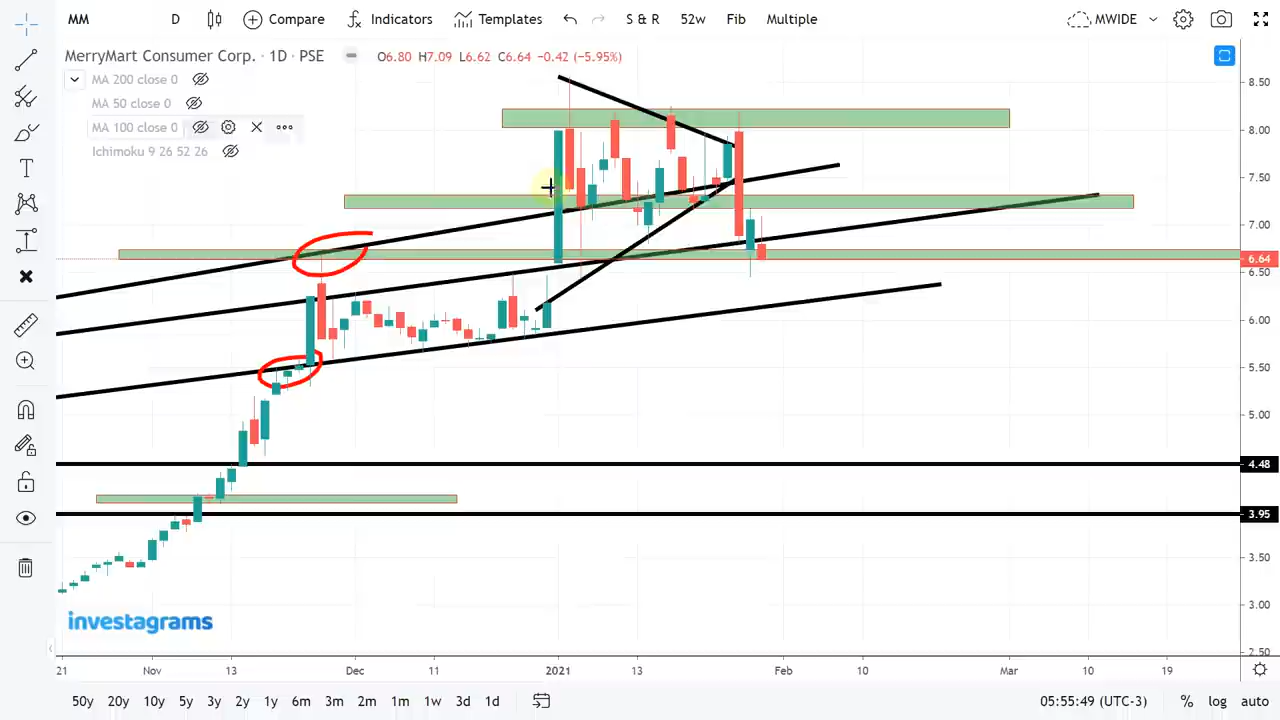 MM D Compare Indicators Templates S & R 52w Fib Multiple MWIDE
MerryMart Consumer Corp. · 1D · PSE O6.80 H7.09 L6.62 C6.64 −0.42 (−5.95%)
MA 200 close 0
MA 50 close 0
MA 100 close 0
Ichimoku 9 26 52 26
8.50
8.00
7.50
7.00
6.64
6.50
6.00
5.50
5.00
4.48
3.95
3.50
3.00
2.50
investagrams
21 Nov 13 Dec 11 2021 13 Feb 10 Mar 10 19
50y 20y 10y 5y 3y 2y 1y 6m 3m 2m 1m 1w 3d 1d 05:55:49 (UTC-3) % log auto